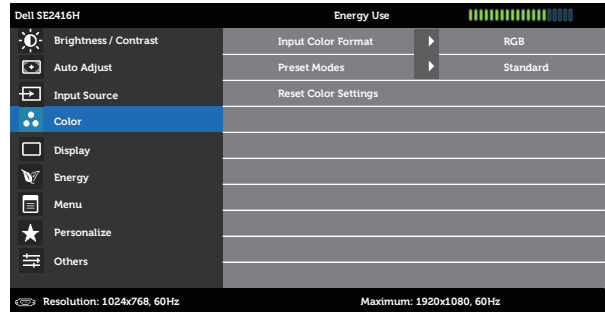 Dell SE2416H Energy Use
Brightness / Contrast Input Color Format RGB
Auto Adjust Preset Modes Standard
Input Source Reset Color Settings
Color
Display
Energy
Menu
Personalize
Others
Resolution: 1024x768, 60Hz Maximum: 1920x1080, 60Hz